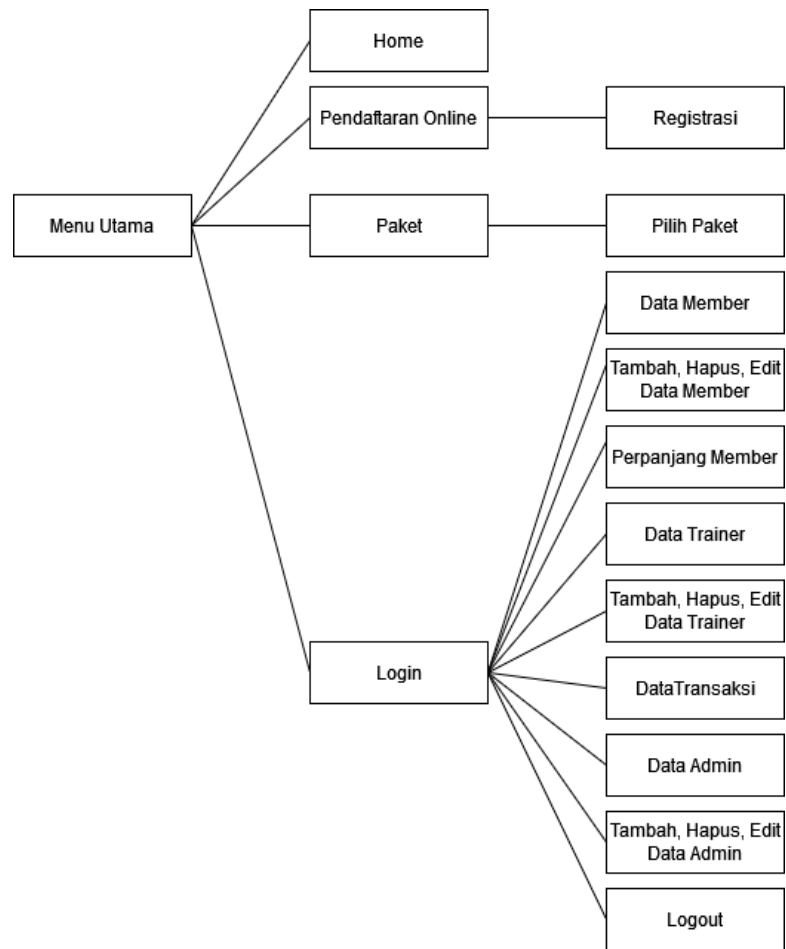 Home
Pendaftaran Online
Registrasi
Menu Utama
Paket
Pilih Paket
Data Member
Tambah, Hapus, Edit
Data Member
Perpanjang Member
Data Trainer
Tambah, Hapus, Edit
Data Trainer
Login
DataTransaksi
Data Admin
Tambah, Hapus, Edit
Data Admin
Logout